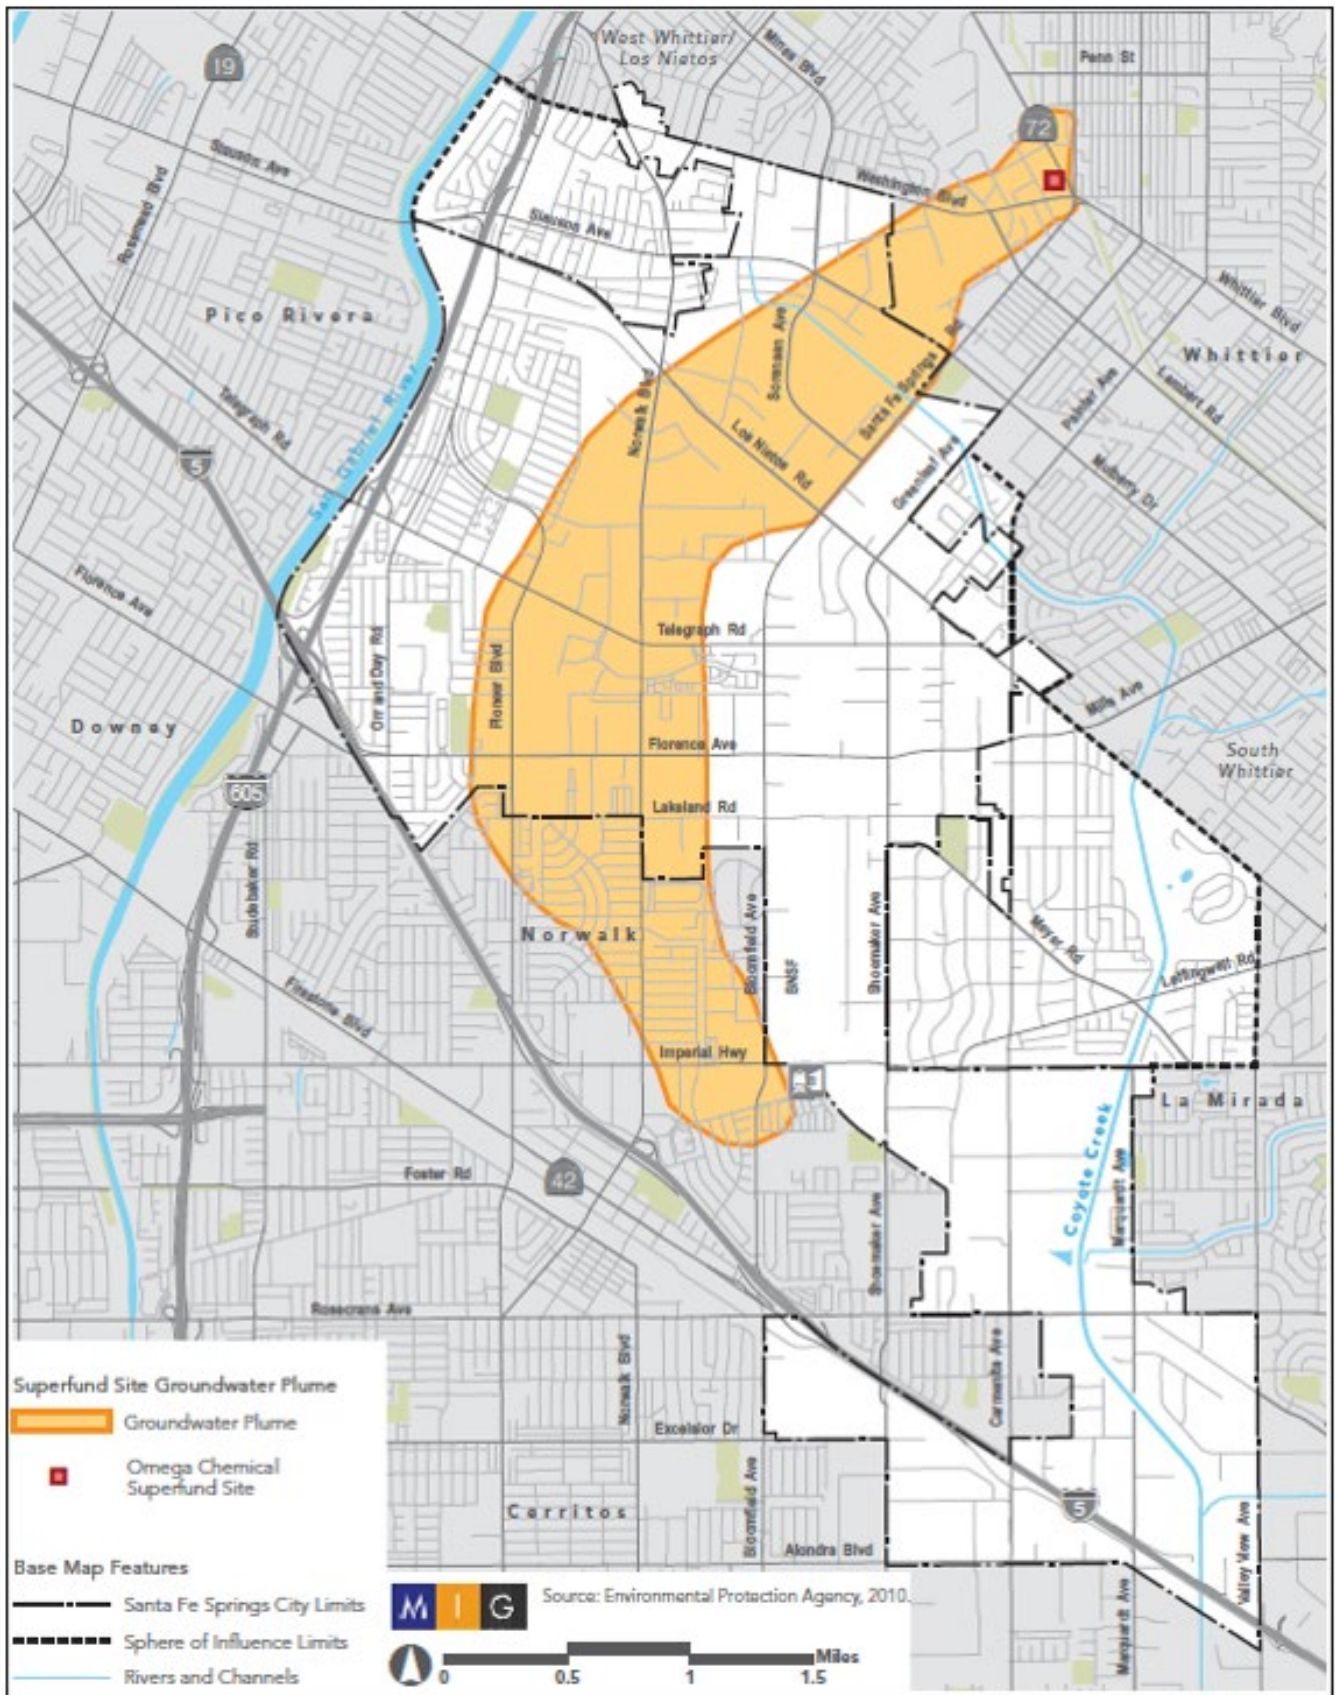 West Whittier/
Los Nietos
Mines Blvd
Penn St
19
72
Slauson Ave
Rosemead Blvd
Washington Blvd
Slauson Ave
Whittier Blvd
Pico Rivera
Sorensen Ave
Santa Fe Springs Rd
Whittier
Lambert Rd
Painter Ave
Telegraph Rd
San Gabriel River
Norwalk Blvd
Los Nietos Rd
Greenleaf Ave
Mulberry Dr
5
Florence Ave
Telegraph Rd
Orr and Day Rd
Pioneer Blvd
Mills Ave
Downey
Florence Ave
South
Whittier
605
Lakeland Rd
Studebaker Rd
Norwalk
Bloomfield Ave
BNSF
Shoemaker Ave
Meyer Rd
Leffingwell Rd
Firestone Blvd
Imperial Hwy
La Mirada
Coyote Creek
Marquardt Ave
Foster Rd
42
Shoemaker Ave
Rosecrans Ave
Norwalk Blvd
Carmenita Ave
Excelsior Dr
Cerritos
Bloomfield Ave
5
Valley View Ave
Alondra Blvd
Marquardt Ave
Superfund Site Groundwater Plume
Groundwater Plume
Omega Chemical
Superfund Site
Base Map Features
Santa Fe Springs City Limits
Sphere of Influence Limits
Rivers and Channels
M I G
Source: Environmental Protection Agency, 2010.
Miles
0 0.5 1 1.5